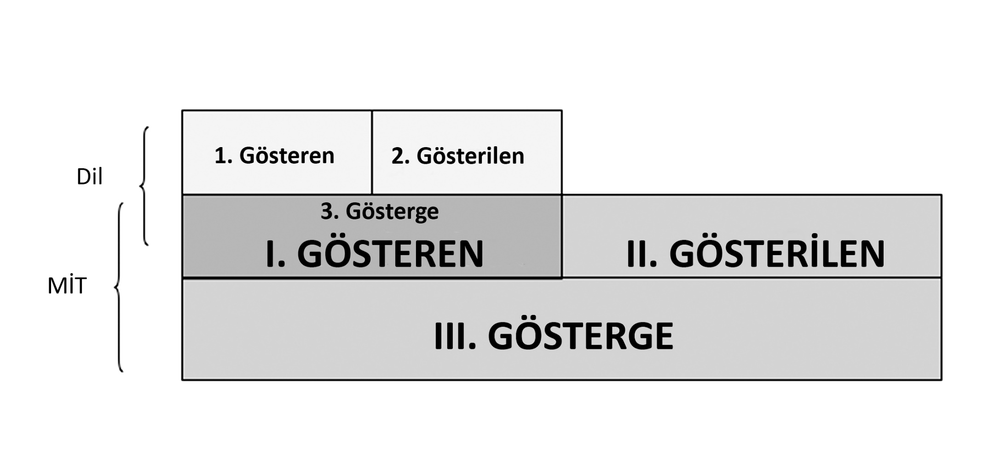 Dil
MİT
1. Gösteren
2. Gösterilen
3. Gösterge
I. GÖSTEREN
II. GÖSTERİLEN
III. GÖSTERGE